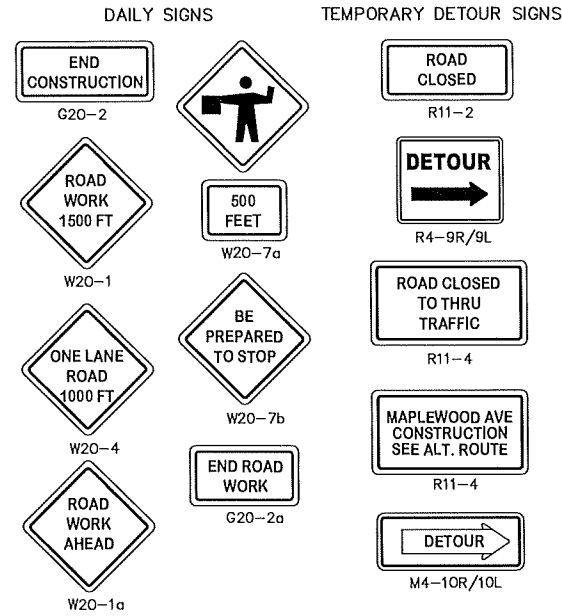 DAILY SIGNS
END
CONSTRUCTION
G20-2
ROAD
WORK
1500 FT
W20-1
ONE LANE
ROAD
1000 FT
W20-4
ROAD
WORK
AHEAD
W20-1a
500
FEET
W20-7a
BE
PREPARED
TO STOP
W20-7b
END ROAD
WORK
G20-2a
TEMPORARY DETOUR SIGNS
ROAD
CLOSED
R11-2
DETOUR
R4-9R/9L
ROAD CLOSED
TO THRU
TRAFFIC
R11-4
MAPLEWOOD AVE
CONSTRUCTION
SEE ALT. ROUTE
R11-4
DETOUR
M4-10R/10L